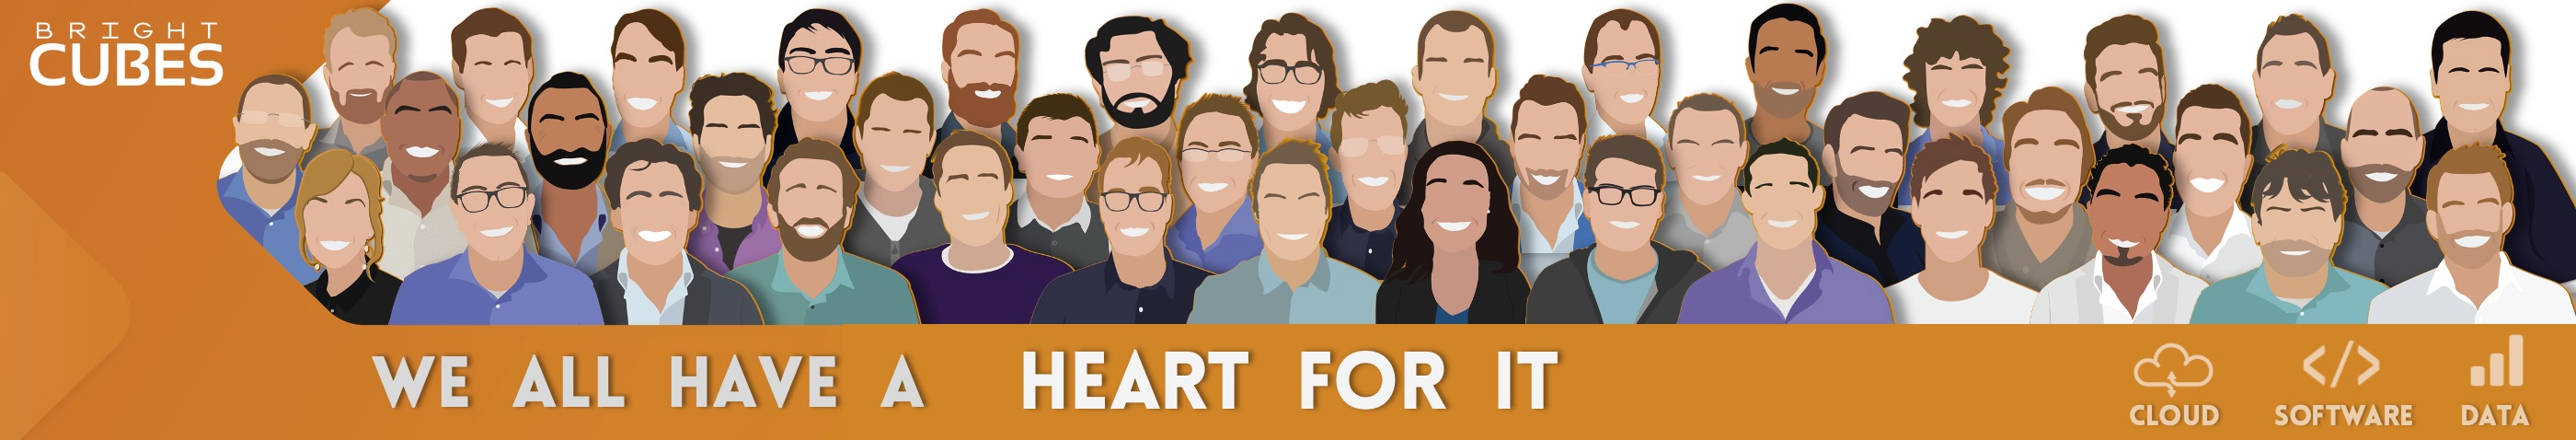 BRIGHT
CUBES
WE ALL HAVE A HEART FOR IT
CLOUD
SOFTWARE
DATA